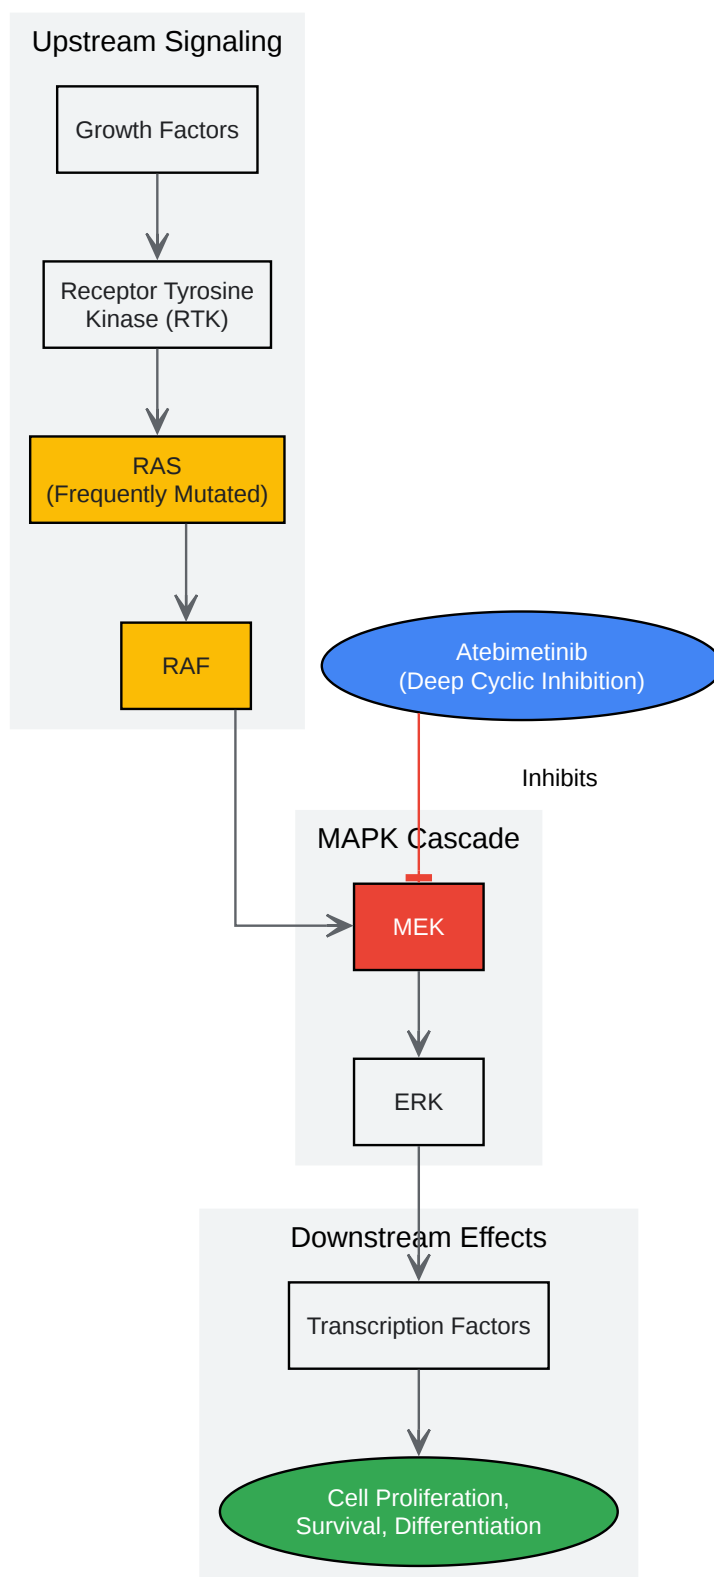 Upstream Signaling
Growth Factors
Receptor Tyrosine
Kinase (RTK)
RAS
(Frequently Mutated)
RAF
Atebimetinib
(Deep Cyclic Inhibition)
Inhibits
MAPK Cascade
MEK
ERK
Downstream Effects
Transcription Factors
Cell Proliferation,
Survival, Differentiation